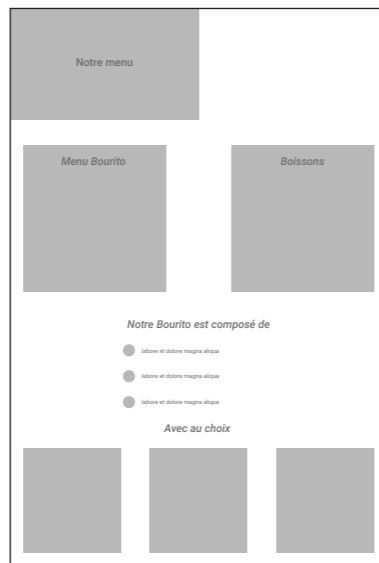 Notre menu
Menu Bourito
Boissons
Notre Bourito est composé de
labore et dolore magna aliqua
labore et dolore magna aliqua
labore et dolore magna aliqua
Avec au choix